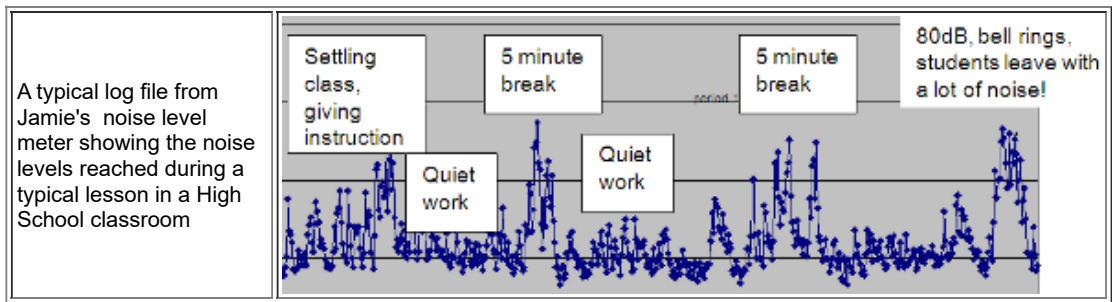 A typical log file from
Jamie's noise level
meter showing the noise
levels reached during a
typical lesson in a High
School classroom
Settling
class,
giving
instruction
Quiet
work
5 minute
break
Quiet
work
5 minute
break
period
80dB, bell rings,
students leave with
a lot of noise!